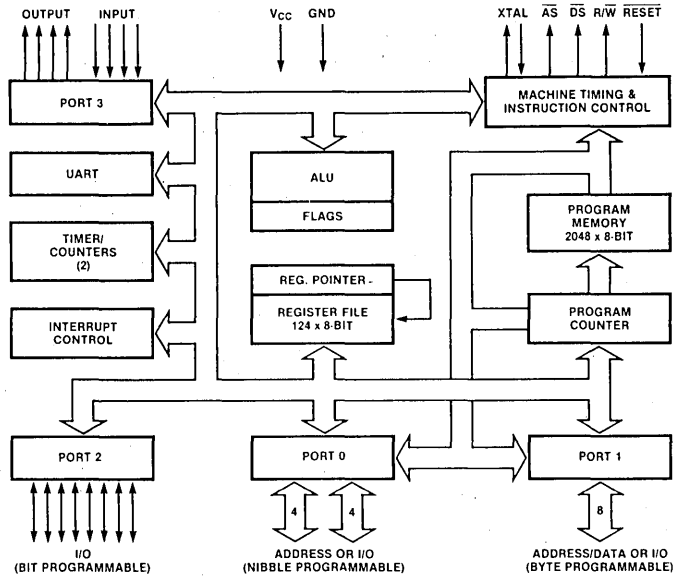 OUTPUT INPUT VCC GND XTAL AS DS R/W RESET
PORT 3
MACHINE TIMING &
INSTRUCTION CONTROL
UART
ALU
FLAGS
PROGRAM
MEMORY
2048 x 8-BIT
TIMER/
COUNTERS
(2)
REG. POINTER
REGISTER FILE
124 x 8-BIT
PROGRAM
COUNTER
INTERRUPT
CONTROL
PORT 2
PORT 0
PORT 1
4 4 8
I/O
(BIT PROGRAMMABLE)
ADDRESS OR I/O
(NIBBLE PROGRAMMABLE)
ADDRESS/DATA OR I/O
(BYTE PROGRAMMABLE)